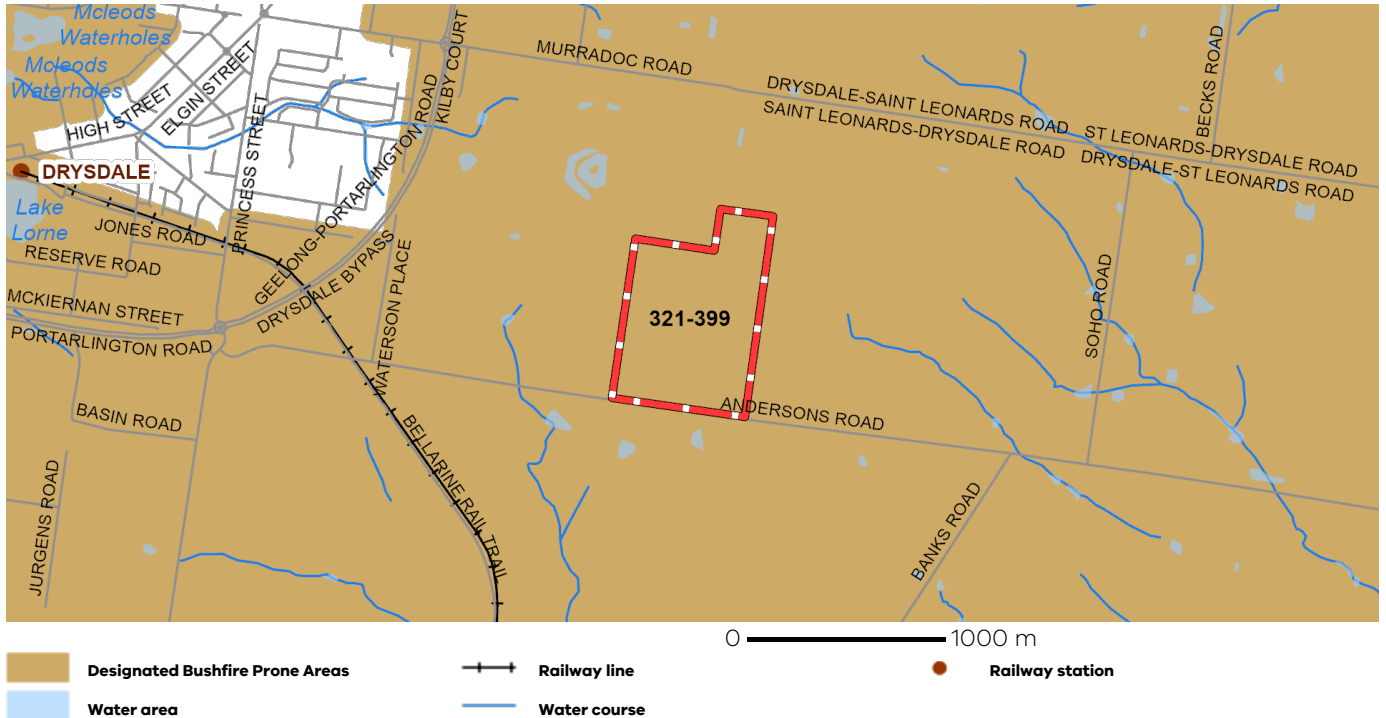 Mcleods
Waterholes
Mcleods
Waterholes
HIGH STREET
ELGIN STREET
PRINCESS STREET
KILBY COURT
MURRADOC ROAD
DRYSDALE-SAINT LEONARDS ROAD
SAINT LEONARDS-DRYSDALE ROAD
BECKS ROAD
ST LEONARDS-DRYSDALE ROAD
DRYSDALE-ST LEONARDS ROAD
DRYSDALE
Lake
Lorne
JONES ROAD
RESERVE ROAD
GEELONG-PORTARLINGTON ROAD
DRYSDALE BYPASS
WATERSON PLACE
MCKIERNAN STREET
PORTARLINGTON ROAD
321-399
SOHO ROAD
BASIN ROAD
ANDERSONS ROAD
BELLARINE RAIL TRAIL
JURGENS ROAD
BANKS ROAD
0 1000 m
Designated Bushfire Prone Areas
Railway line
Railway station
Water area
Water course